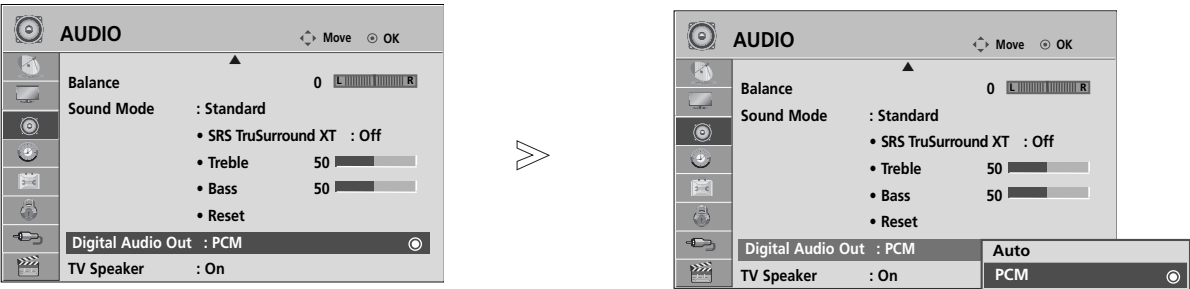 AUDIO Move OK
Balance 0 L R
Sound Mode : Standard
• SRS TruSurround XT : Off
• Treble 50
• Bass 50
• Reset
Digital Audio Out : PCM
TV Speaker : On
AUDIO Move OK
Balance 0 L R
Sound Mode : Standard
• SRS TruSurround XT : Off
• Treble 50
• Bass 50
• Reset
Digital Audio Out : PCM
TV Speaker : On
Auto
PCM